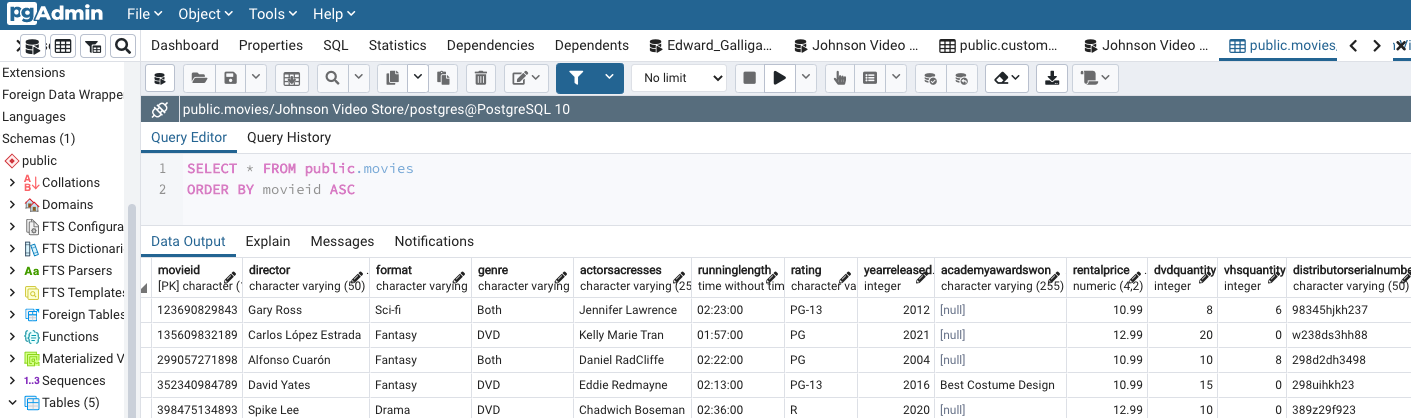 pgAdmin File Object Tools Help
Dashboard Properties SQL Statistics Dependencies Dependents Edward_Galliga... Johnson Video ... public.custom... Johnson Video ... public.movies
No limit
public.movies/Johnson Video Store/postgres@PostgreSQL 10
Query Editor Query History
1 SELECT * FROM public.movies
2 ORDER BY movieid ASC
Extensions
Foreign Data Wrappe
Languages
Schemas (1)
public
Collations
Domains
FTS Configura
FTS Dictionari
Aa FTS Parsers
FTS Templates
Foreign Tables
Functions
Materialized V
1..3 Sequences
Tables (5)
Data Output Explain Messages Notifications
movieid director format genre actorsacresses runninglength rating yearreleased academyawardswon rentalprice dvdquantity vhsquantity distributorserialnumbe
[PK] character ( character varying (50) character varying character varying character varying (25 time without tim character va integer character varying (255) numeric (4,2) integer integer character varying (50)
123690829843 Gary Ross Sci-fi Both Jennifer Lawrence 02:23:00 PG-13 2012 [null] 10.99 8 6 98345hjkh237
135609832189 Carlos López Estrada Fantasy DVD Kelly Marie Tran 01:57:00 PG 2021 [null] 12.99 20 0 w238ds3hh88
299057271898 Alfonso Cuarón Fantasy Both Daniel RadCliffe 02:22:00 PG 2004 [null] 10.99 10 8 298d2dh3498
352340984789 David Yates Fantasy DVD Eddie Redmayne 02:13:00 PG-13 2016 Best Costume Design 10.99 15 0 298uihkh23
398475134893 Spike Lee Drama DVD Chadwich Boseman 02:36:00 R 2020 [null] 12.99 10 0 389z29f923